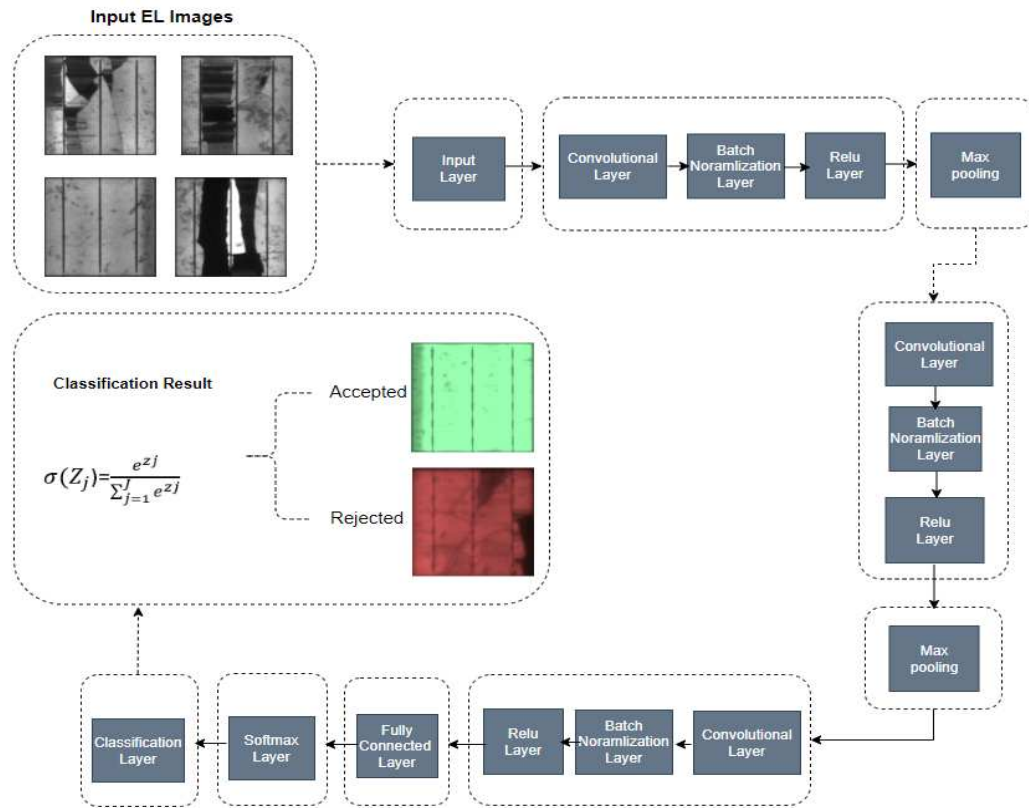 Input EL Images
Input
Layer
Convolutional
Layer
Batch
Noramlization
Layer
Relu
Layer
Max
pooling
Convolutional
Layer
Batch
Noramlization
Layer
Relu
Layer
Max
pooling
Convolutional
Layer
Batch
Noramlization
Layer
Relu
Layer
Fully
Connected
Layer
Softmax
Layer
Classification
Layer
Classification Result
σ(Z_j)=e^{zj}/∑_{j=1}^{J} e^{zj}
Accepted
Rejected